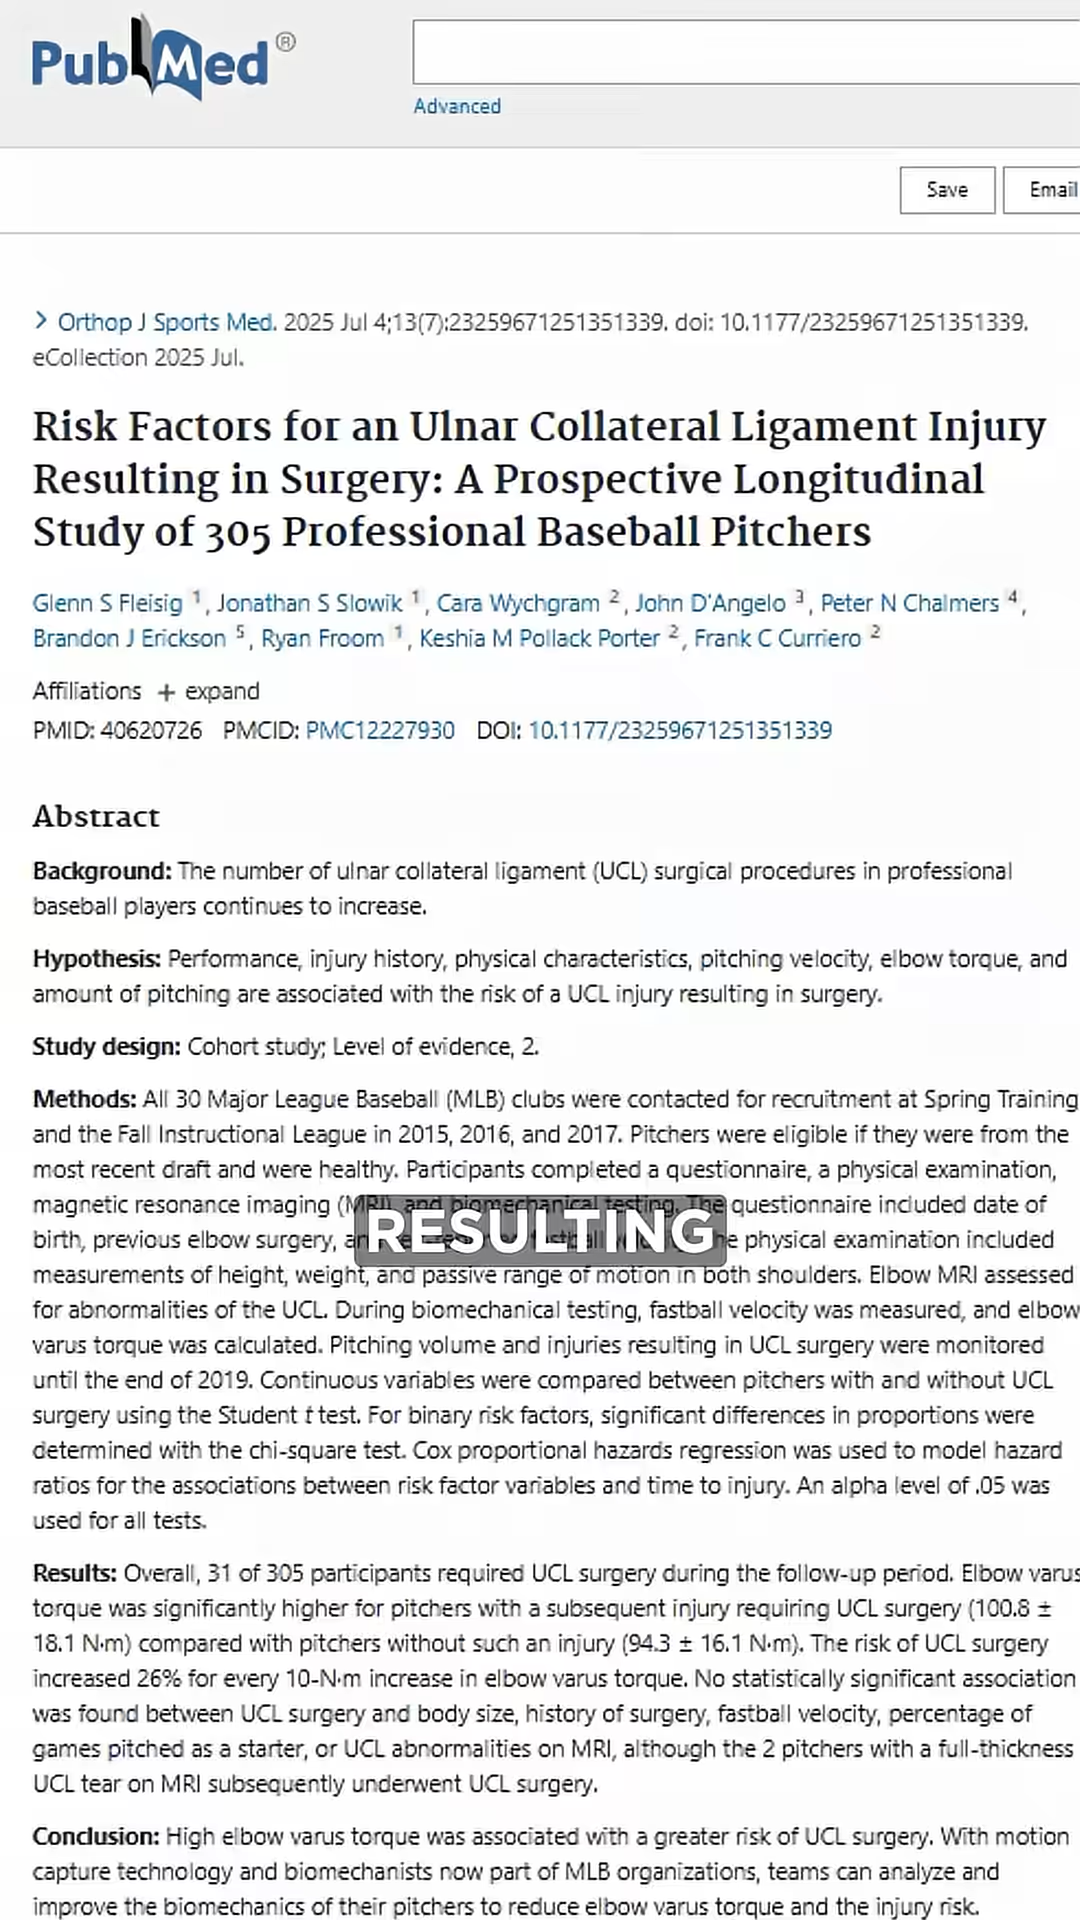 PubMed®
Advanced
Save
Email
Orthop J Sports Med. 2025 Jul 4;13(7):23259671251351339. doi: 10.1177/23259671251351339.
eCollection 2025 Jul.
Risk Factors for an Ulnar Collateral Ligament Injury
Resulting in Surgery: A Prospective Longitudinal
Study of 305 Professional Baseball Pitchers
Glenn S Fleisig 1, Jonathan S Slowik 1, Cara Wychgram 2, John D'Angelo 3, Peter N Chalmers 4,
Brandon J Erickson 5, Ryan Froom 1, Keshia M Pollack Porter 2, Frank C Curriero 2
Affiliations + expand
PMID: 40620726 PMCID: PMC12227930 DOI: 10.1177/23259671251351339
Abstract
Background: The number of ulnar collateral ligament (UCL) surgical procedures in professional
baseball players continues to increase.
Hypothesis: Performance, injury history, physical characteristics, pitching velocity, elbow torque, and
amount of pitching are associated with the risk of a UCL injury resulting in surgery.
Study design: Cohort study; Level of evidence, 2.
Methods: All 30 Major League Baseball (MLB) clubs were contacted for recruitment at Spring Training
and the Fall Instructional League in 2015, 2016, and 2017. Pitchers were eligible if they were from the
most recent draft and were healthy. Participants completed a questionnaire, a physical examination,
magnetic resonance imaging (MRI), and biomechanical testing. The questionnaire included date of
RESULTING
birth, previous elbow surgery, fastball physical examination included
measurements of height, weight, and passive range of motion in both shoulders. Elbow MRI assessed
for abnormalities of the UCL. During biomechanical testing, fastball velocity was measured, and elbow
varus torque was calculated. Pitching volume and injuries resulting in UCL surgery were monitored
until the end of 2019. Continuous variables were compared between pitchers with and without UCL
surgery using the Student t test. For binary risk factors, significant differences in proportions were
determined with the chi-square test. Cox proportional hazards regression was used to model hazard
ratios for the associations between risk factor variables and time to injury. An alpha level of .05 was
used for all tests.
Results: Overall, 31 of 305 participants required UCL surgery during the follow-up period. Elbow varus
torque was significantly higher for pitchers with a subsequent injury requiring UCL surgery (100.8 ±
18.1 N·m) compared with pitchers without such an injury (94.3 ± 16.1 N·m). The risk of UCL surgery
increased 26% for every 10-N·m increase in elbow varus torque. No statistically significant association
was found between UCL surgery and body size, history of surgery, fastball velocity, percentage of
games pitched as a starter, or UCL abnormalities on MRI, although the 2 pitchers with a full-thickness
UCL tear on MRI subsequently underwent UCL surgery.
Conclusion: High elbow varus torque was associated with a greater risk of UCL surgery. With motion
capture technology and biomechanists now part of MLB organizations, teams can analyze and
improve the biomechanics of their pitchers to reduce elbow varus torque and the injury risk.